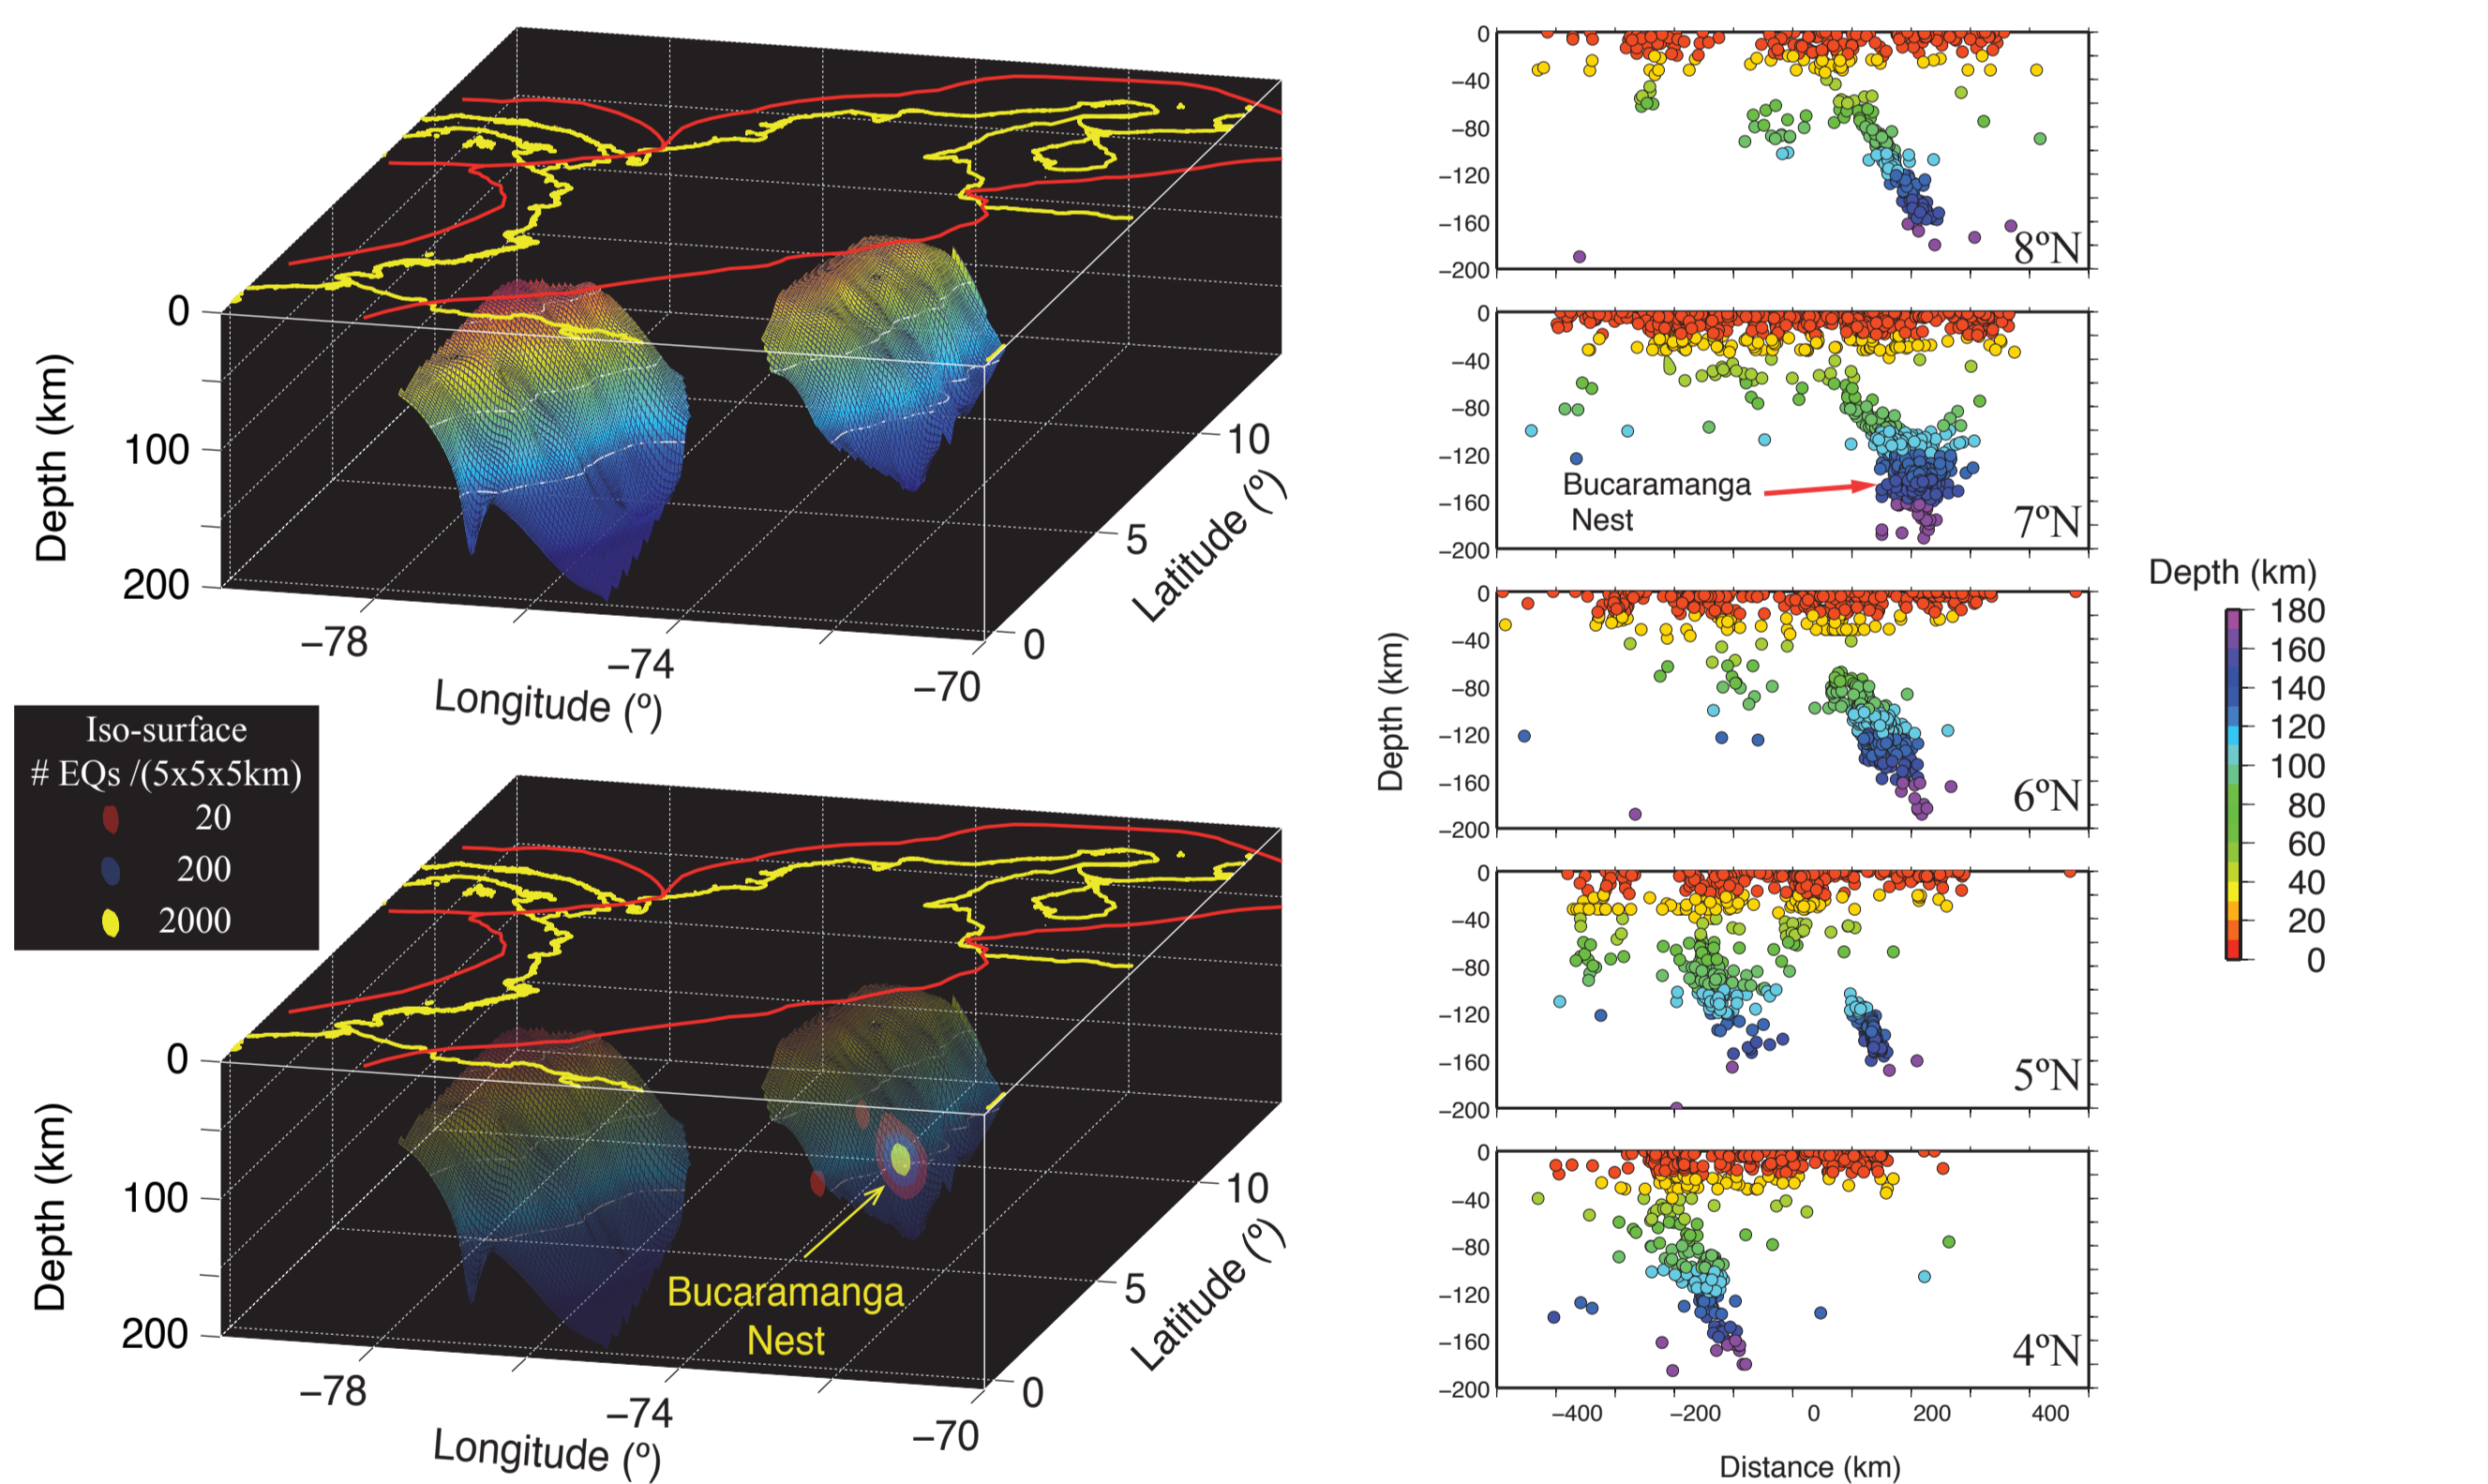 0
100
200
Depth (km)
−78
−74
−70
Longitude (º)
0
5
10
Latitude (º)
Iso-surface
# EQs /(5x5x5km)
20
200
2000
0
100
200
Depth (km)
−78
−74
−70
Longitude (º)
0
5
10
Latitude (º)
Bucaramanga
Nest
0
−40
−80
−120
−160
−200
8ºN
0
−40
−80
−120
−160
−200
Bucaramanga
Nest
7ºN
0
−40
−80
−120
−160
−200
Depth (km)
6ºN
0
−40
−80
−120
−160
−200
5ºN
0
−40
−80
−120
−160
−200
4ºN
−400 −200 0 200 400
Distance (km)
Depth (km)
180
160
140
120
100
80
60
40
20
0